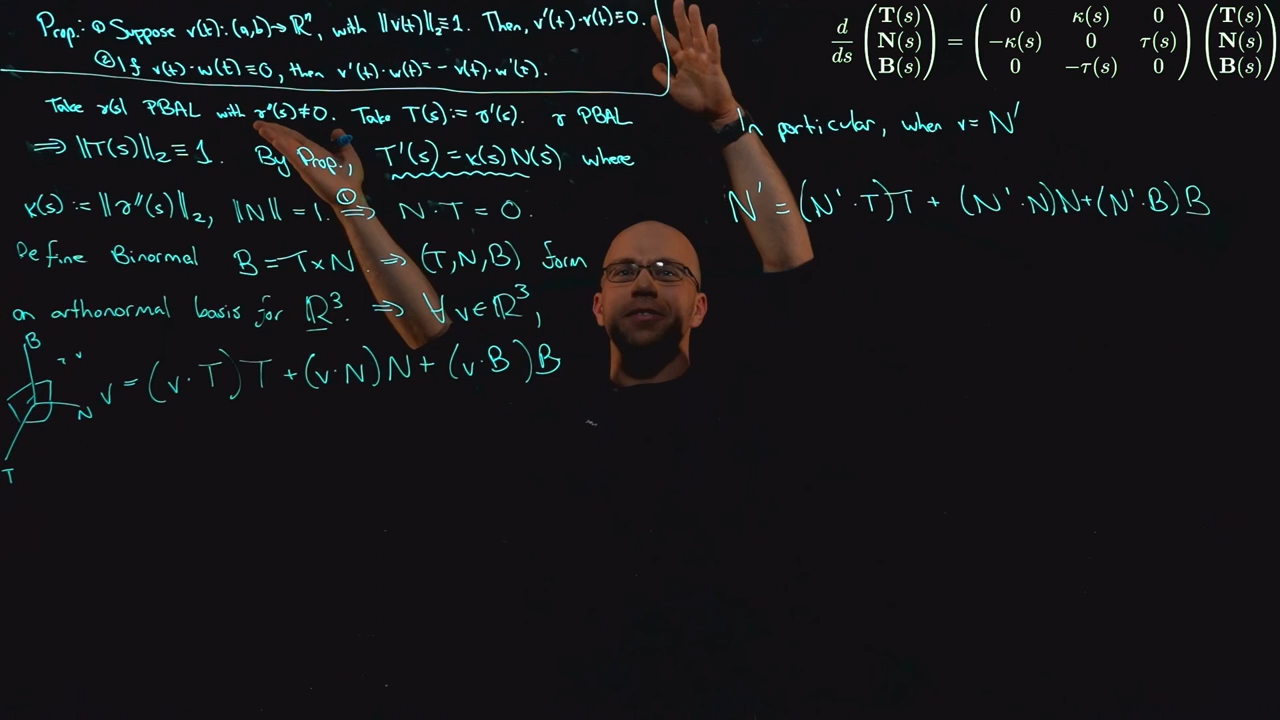 Prop.: ① Suppose v(t): (a,b)→ℝⁿ, with ‖v(t)‖₂≡1. Then, v'(t)·v(t)≡0.
② If v(t)·w(t)≡0, then v'(t)·w(t)=-v(t)·w'(t).
Take γ(s) PBAL with γ''(s)≠0. Take T(s):=γ'(s). γ PBAL
⇒ ‖T(s)‖₂≡1. By Prop., T'(s)=κ(s)N(s) where
κ(s):=‖γ''(s)‖₂, ‖N‖=1. ①⇒ N·T=0.
Define Binormal B=T×N. ⇒ (T,N,B) form
an orthonormal basis for ℝ³. ⇒ ∀v∈ℝ³,
v=(v·T)T+(v·N)N+(v·B)B
B
v
N
T
d/ds (T(s) N(s) B(s)) = (0 κ(s) 0
-κ(s) 0 τ(s)
0 -τ(s) 0) (T(s) N(s) B(s))
In particular, when v=N'
N'=(N'·T)T+(N'·N)N+(N'·B)B